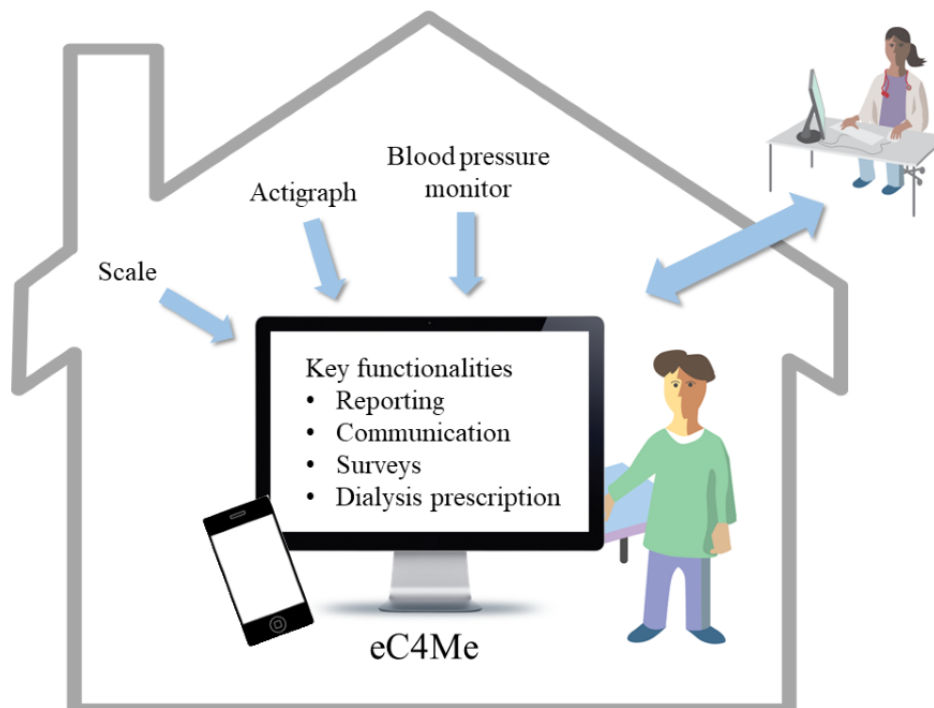 Blood pressure
monitor
Actigraph
Scale
Key functionalities
• Reporting
• Communication
• Surveys
• Dialysis prescription
eC4Me